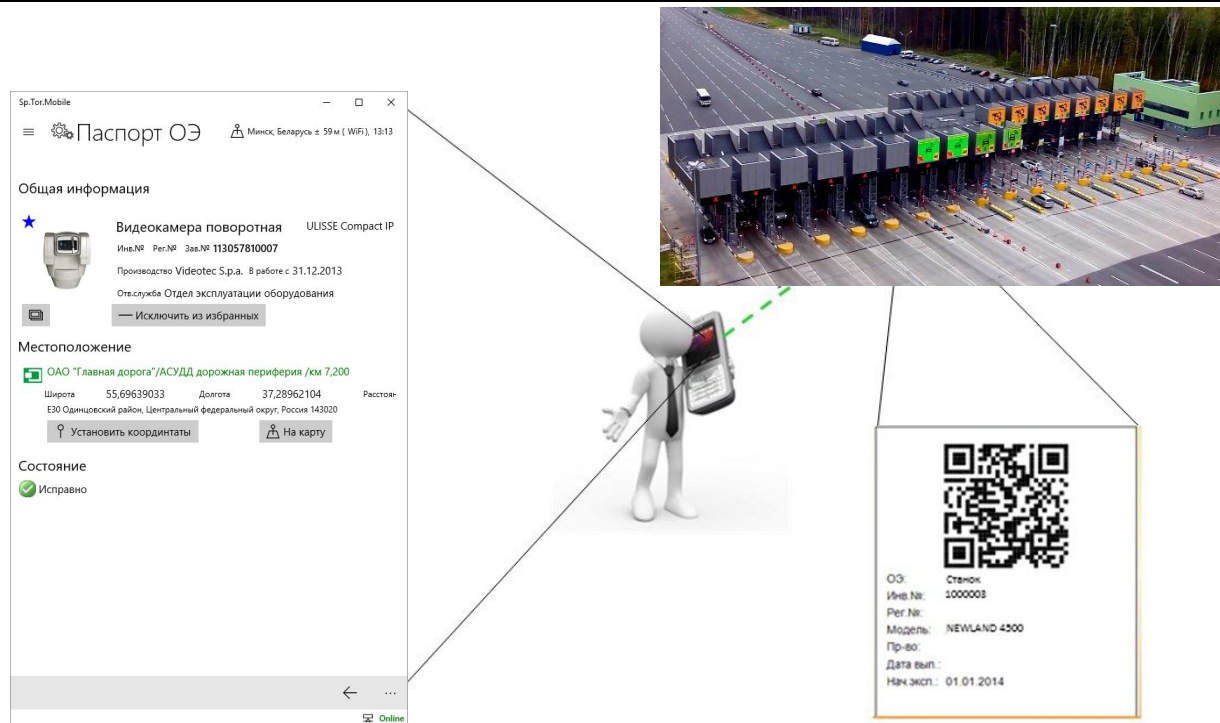 Sp.Tor.Mobile
Паспорт ОЭ
Минск, Беларусь ± 59 м ( WiFi ), 13:13
Общая информация
Видеокамера поворотная ULISSE Compact IP
Инв.№ Рег.№ Зав.№ 113057810007
Производство Videotec S.p.a. В работе с 31.12.2013
Отв.служба Отдел эксплуатации оборудования
— Исключить из избранных
Местоположение
ОАО "Главная дорога"/АСУДД дорожная периферия /км 7,200
Широта 55,69639033 Долгота 37,28962104 Расстоян
E30 Одинцовский район, Центральный федеральный округ, Россия 143020
Установить координтаты На карту
Состояние
Исправно
Online
ОЭ: Станок
Инв.№: 1000003
Рег.№:
Модель: NEWLAND 4500
Пр-во:
Дата вып.:
Нач.экспл.: 01.01.2014